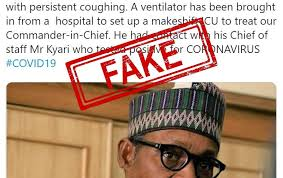 with persistent coughing. A ventilator has been brought
in from a hospital to set up a makeshift ICU to treat our
Commander-in-Chief. He had contact with his Chief of
staff Mr Kyari who tested positive for CORONAVIRUS
#COVID19
FAKE